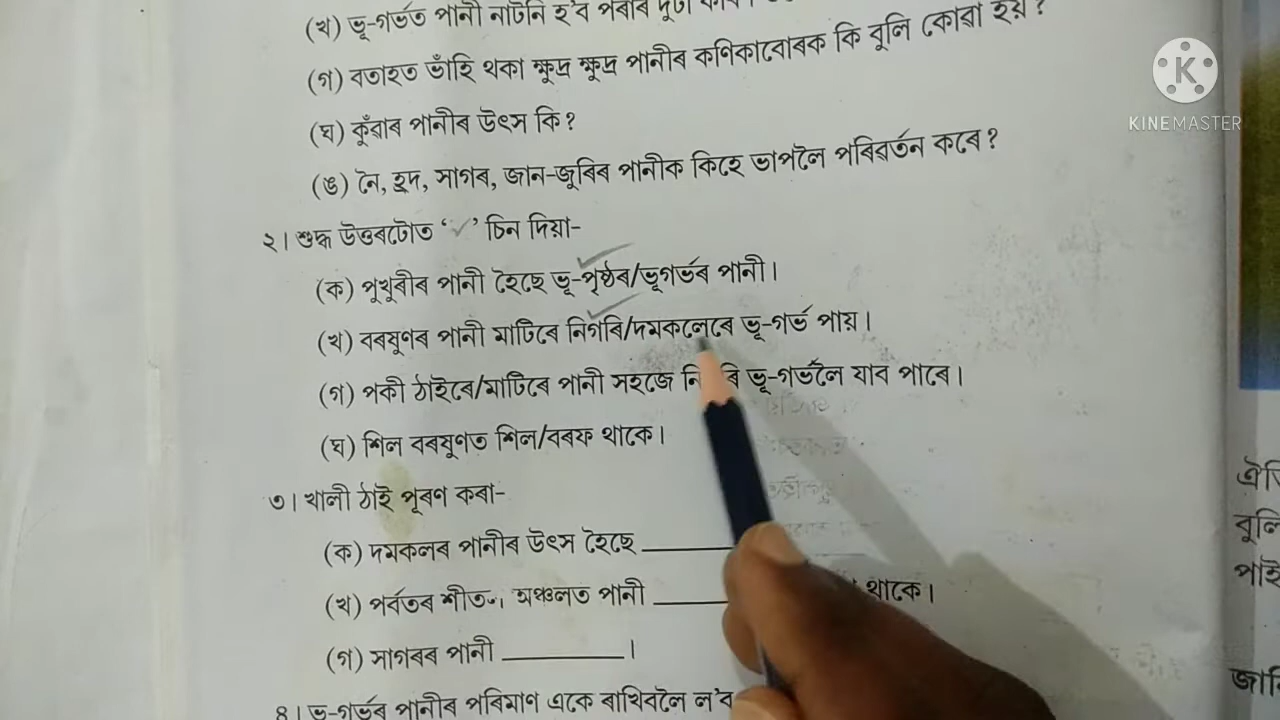 (খ) ভূ-গৰ্ভত পানী নাটনি হ'ব পৰাৰ দুটা
(গ) বতাহত ভাঁহি থকা ক্ষুদ্ৰ ক্ষুদ্ৰ পানীৰ কণিকাবোৰক কি বুলি কোৱা হয়?
KINEMASTER
(ঘ) কুঁৱাৰ পানীৰ উৎস কি?
(ঙ) নৈ, হ্ৰদ, সাগৰ, জান-জুৰিৰ পানীক কিহে ভাপলৈ পৰিৱৰ্তন কৰে?
২। শুদ্ধ উত্তৰটোত ‘✓’ চিন দিয়া-
(ক) পুখুৰীৰ পানী হৈছে ভূ-পৃষ্ঠৰ/ভূগৰ্ভৰ পানী।
(খ) বৰষুণৰ পানী মাটিৰে নিগৰি/দমকলেৰে ভূ-গৰ্ভ পায়।
(গ) পকী ঠাইৰে/মাটিৰে পানী সহজে ভূ-গৰ্ভলৈ যাব পাৰে।
(ঘ) শিল বৰষুণত শিল/বৰফ থাকে।
৩। খালী ঠাই পূৰণ কৰা-
(ক) দমকলৰ পানীৰ উৎস হৈছে ______
(খ) পৰ্বতৰ অঞ্চলত পানী ______ থাকে।
(গ) সাগৰৰ পানী ______।
৪। ভূ-গৰ্ভৰ পানীৰ পৰিমাণ একে ৰাখিবলৈ ল'ব
বুলি
পাই